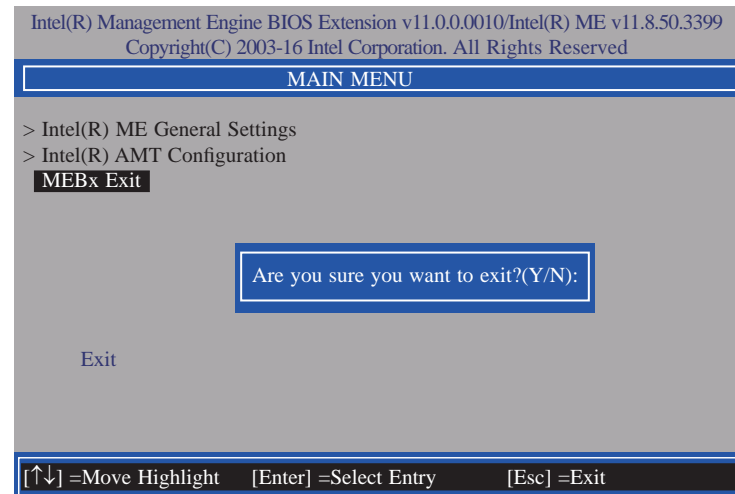 Intel(R) Management Engine BIOS Extension v11.0.0.0010/Intel(R) ME v11.8.50.3399
Copyright(C) 2003-16 Intel Corporation. All Rights Reserved
MAIN MENU
> Intel(R) ME General Settings
> Intel(R) AMT Configuration
MEBx Exit
Are you sure you want to exit?(Y/N):
Exit
[↑↓] =Move Highlight [Enter] =Select Entry [Esc] =Exit